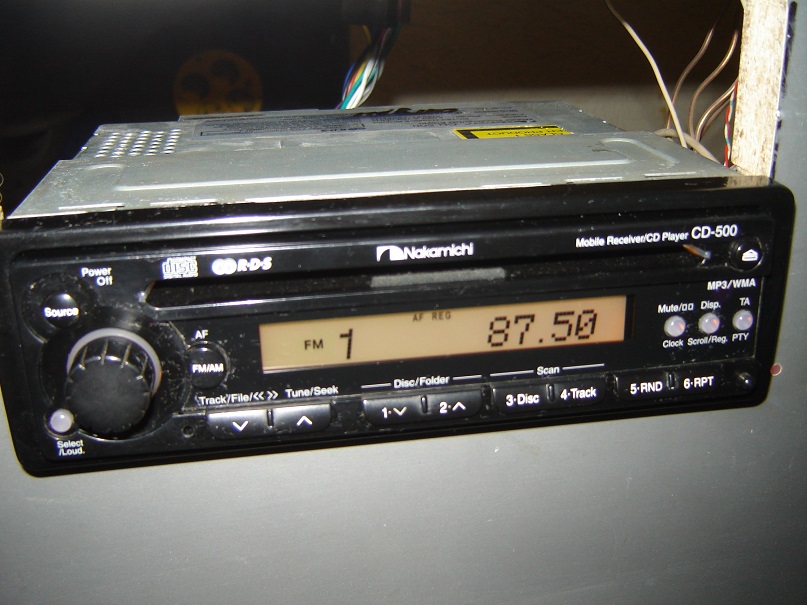 Nakamichi
Mobile Receiver/CD Player CD-500
Power
Off
disc
R·D·S
Source
MP3/WMA
AF REG
FM 1 87.50
Mute/
Disp.
TA
Clock
Scroll/Reg.
PTY
AF
FM/AM
Track/File/<< >> Tune/Seek
Disc/Folder
Scan
1·
2·
3·Disc
4·Track
5·RND
6·RPT
Select
/Loud.